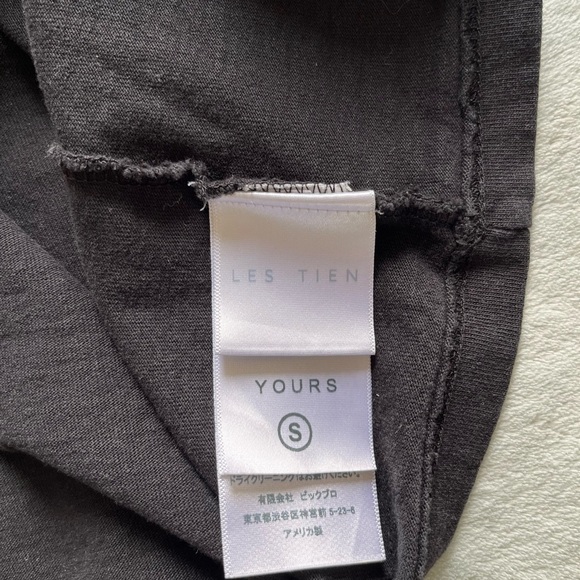 LES TIEN
YOURS
S
ドライクリーニングはお避けください。
有限会社 ビックプロ
東京都渋谷区神宮前 5-23-6
アメリカ製